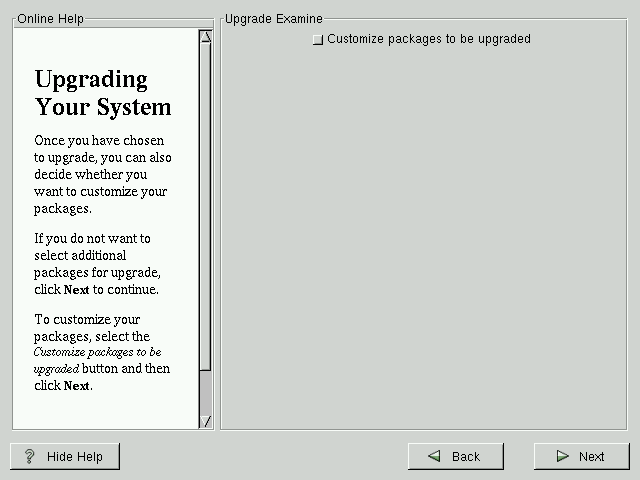 Online Help
Upgrading
Your System
Once you have chosen
to upgrade, you can also
decide whether you
want to customize your
packages.
If you do not want to
select additional
packages for upgrade,
click Next to continue.
To customize your
packages, select the
Customize packages to be
upgraded button and then
click Next.
Upgrade Examine
Customize packages to be upgraded
Hide Help
Back
Next